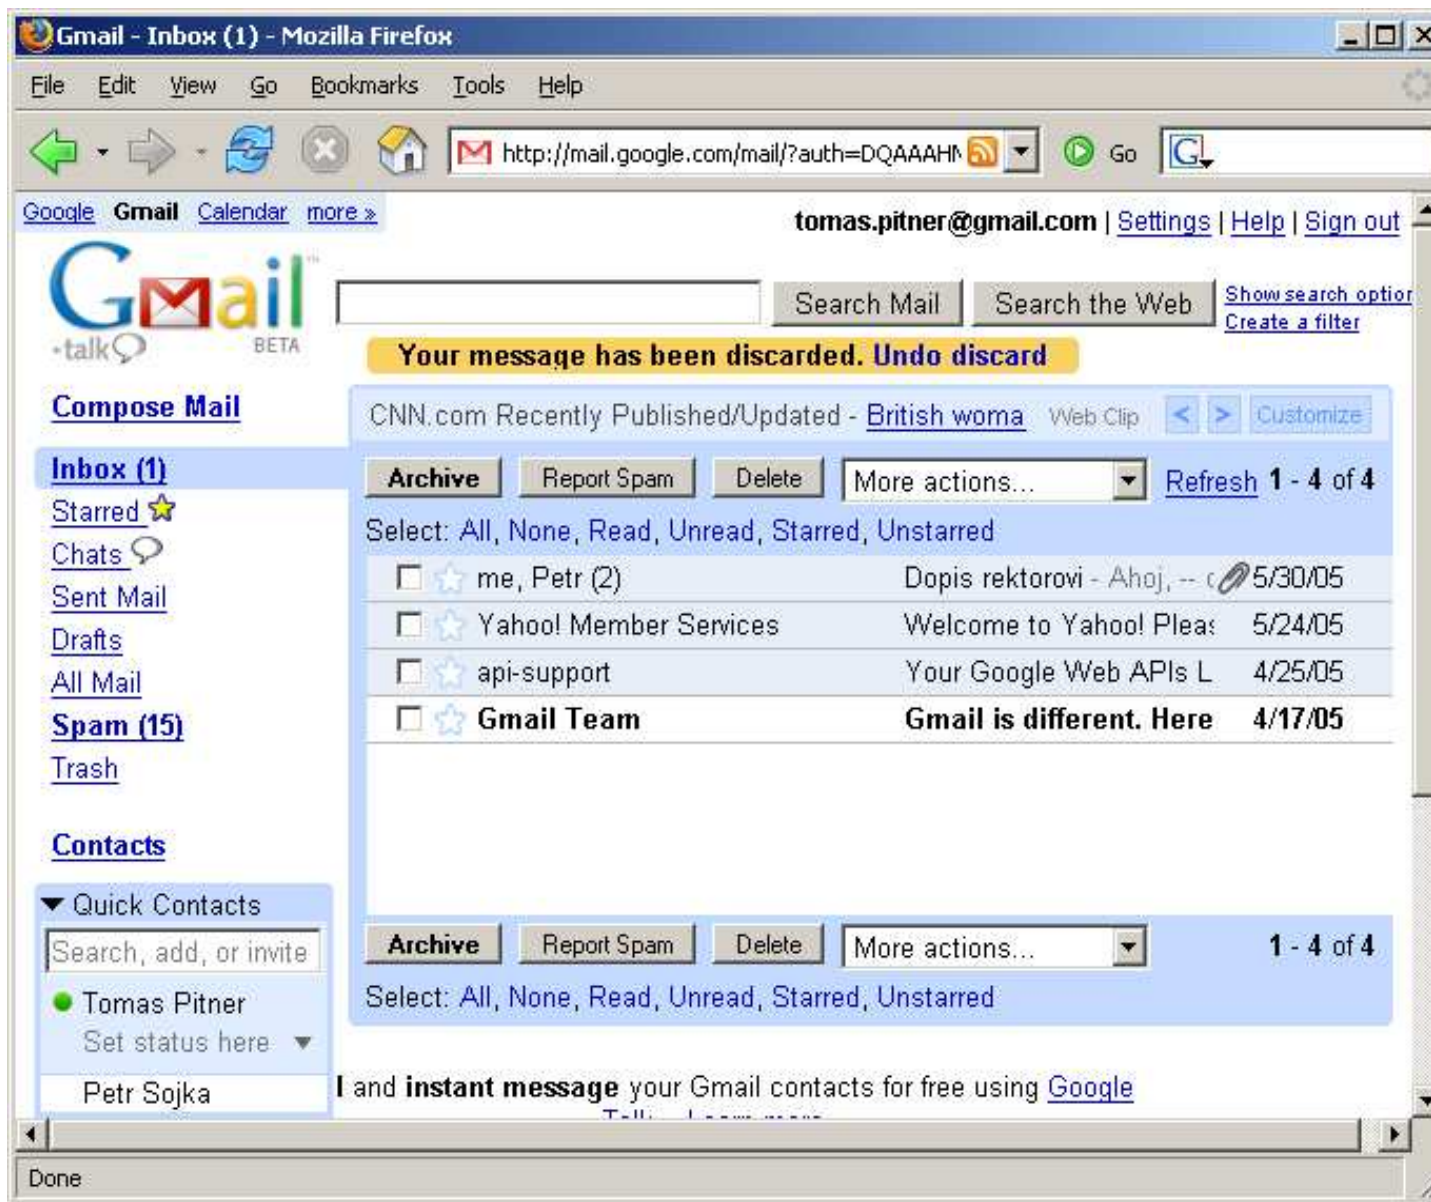 Gmail - Inbox (1) - Mozilla Firefox
File Edit View Go Bookmarks Tools Help
http://mail.google.com/mail/?auth=DQAAAHM Go G
Google Gmail Calendar more »
tomas.pitner@gmail.com | Settings | Help | Sign out
Gmail
talk BETA
Search Mail Search the Web Show search option
Create a filter
Your message has been discarded. Undo discard
Compose Mail
CNN.com Recently Published/Updated - British woma Web Clip < > Customize
Inbox (1)
Starred
Chats
Sent Mail
Drafts
All Mail
Spam (15)
Trash
Contacts
Archive Report Spam Delete More actions... Refresh 1 - 4 of 4
Select: All, None, Read, Unread, Starred, Unstarred
me, Petr (2) Dopis rektorovi - Ahoj, -- 5/30/05
Yahoo! Member Services Welcome to Yahoo! Pleas 5/24/05
api-support Your Google Web APIs L 4/25/05
Gmail Team Gmail is different. Here 4/17/05
Quick Contacts
Search, add, or invite
Tomas Pitner
Set status here
Petr Sojka
Archive Report Spam Delete More actions... 1 - 4 of 4
Select: All, None, Read, Unread, Starred, Unstarred
l and instant message your Gmail contacts for free using Google
Done